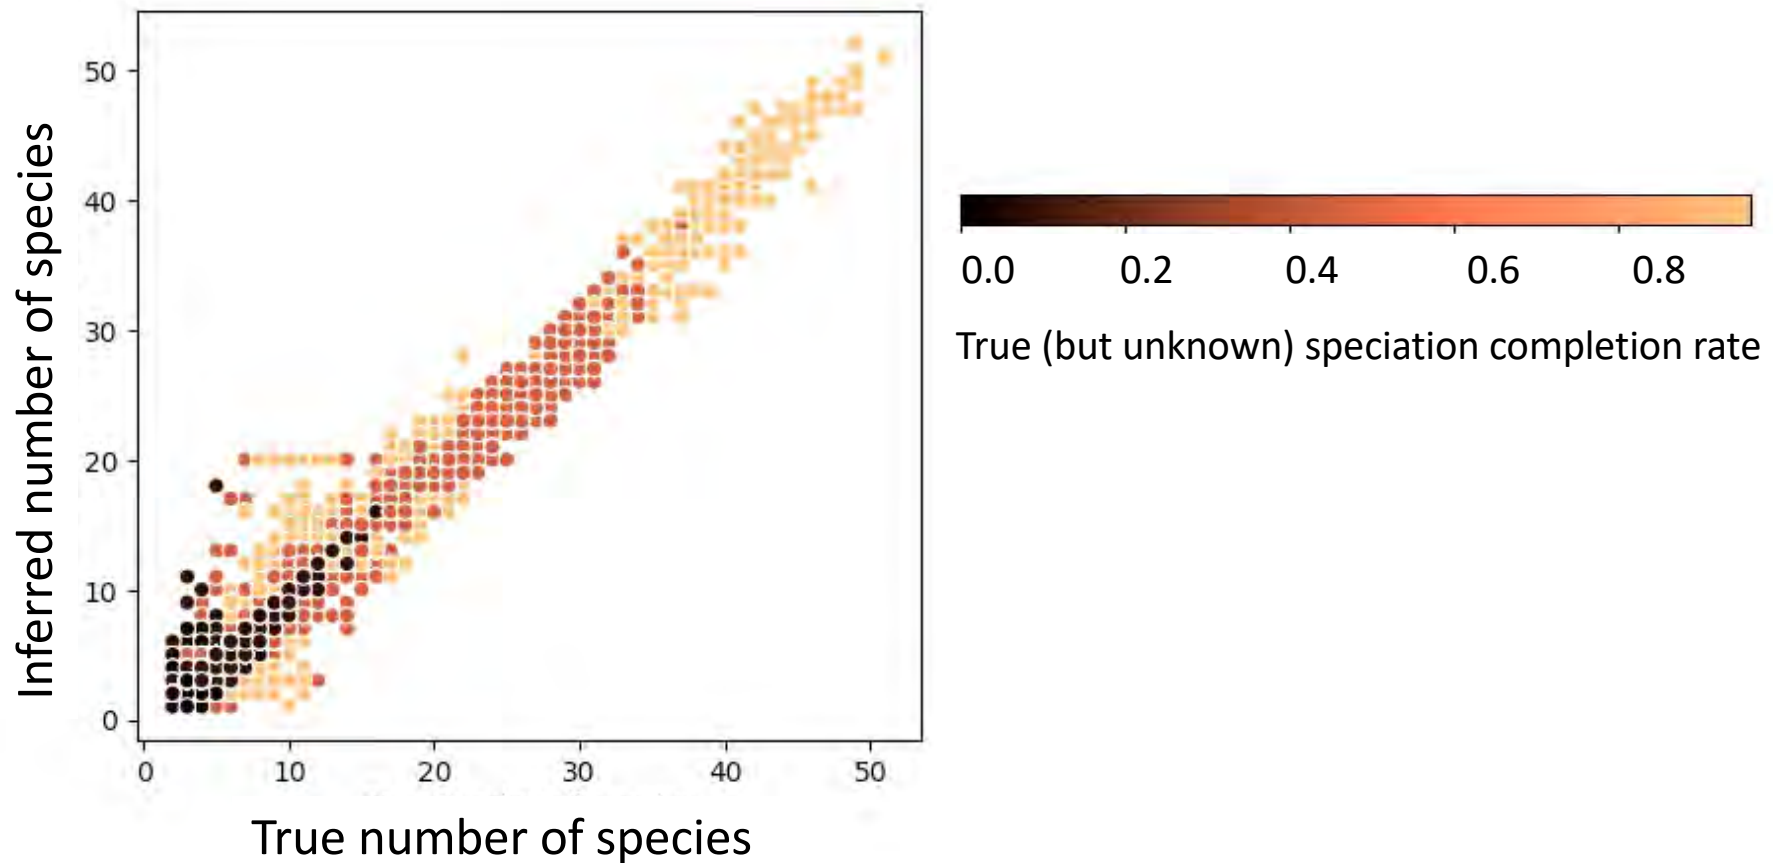 Inferred number of species
50
40
30
20
10
0
0 10 20 30 40 50
True number of species
0.0 0.2 0.4 0.6 0.8
True (but unknown) speciation completion rate